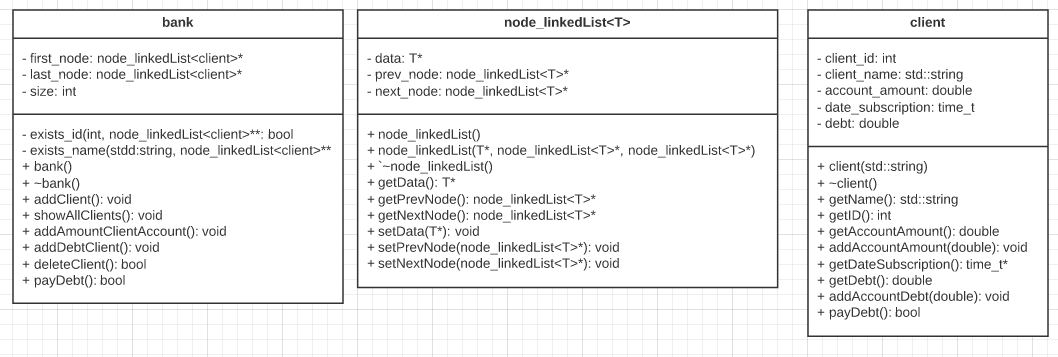 bank
- first_node: node_linkedList<client>*
- last_node: node_linkedList<client>*
- size: int
- exists_id(int, node_linkedList<client>**: bool
- exists_name(stdd:string, node_linkedList<client>**
+ bank()
+ ~bank()
+ addClient(): void
+ showAllClients(): void
+ addAmountClientAccount(): void
+ addDebtClient(): void
+ deleteClient(): bool
+ payDebt(): bool
node_linkedList<T>
- data: T*
- prev_node: node_linkedList<T>*
- next_node: node_linkedList<T>*
+ node_linkedList()
+ node_linkedList(T*, node_linkedList<T>*, node_linkedList<T>*)
+ `~node_linkedList()
+ getData(): T*
+ getPrevNode(): node_linkedList<T>*
+ getNextNode(): node_linkedList<T>*
+ setData(T*): void
+ setPrevNode(node_linkedList<T>*): void
+ setNextNode(node_linkedList<T>*): void
client
- client_id: int
- client_name: std::string
- account_amount: double
- date_subscription: time_t
- debt: double
+ client(std::string)
+ ~client()
+ getName(): std::string
+ getID(): int
+ getAccountAmount(): double
+ addAccountAmount(double): void
+ getDateSubscription(): time_t*
+ getDebt(): double
+ addAccountDebt(double): void
+ payDebt(): bool